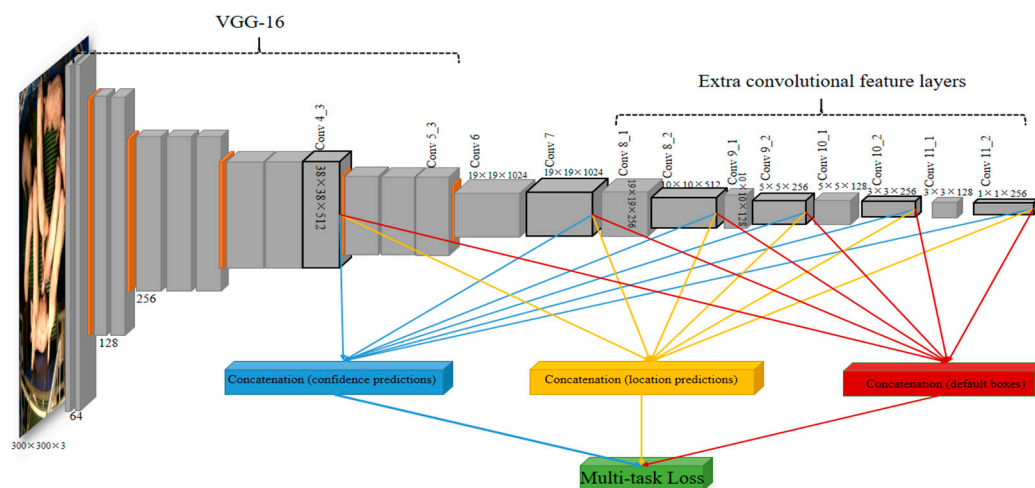 VGG-16
Extra convolutional feature layers
Conv 4_3
Conv 5_3
Conv 6
Conv 7
Conv 8_1
Conv 8_2
Conv 9_1
Conv 9_2
Conv 10_1
Conv 10_2
Conv 11_1
Conv 11_2
38×38×512
19×19×1024
19×19×1024
19×19×256
10×10×512
10×10×128
5×5×256
5×5×128
3×3×256
3×3×128
1×1×256
256
128
64
300×300×3
Concatenation (confidence predictions)
Concatenation (location predictions)
Concatenation (default boxes)
Multi-task Loss